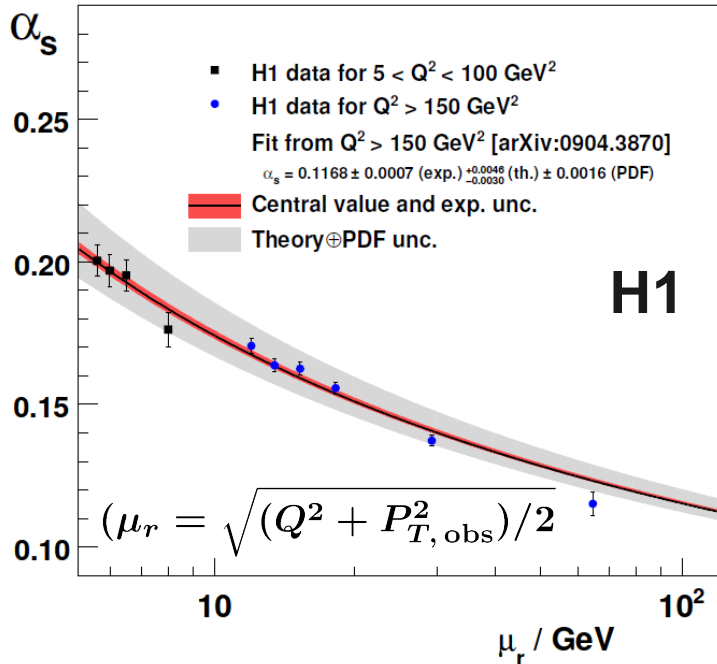 αs
H1 data for 5 < Q² < 100 GeV²
H1 data for Q² > 150 GeV²
Fit from Q² > 150 GeV² [arXiv:0904.3870]
αs = 0.1168 ± 0.0007 (exp.) +0.0046 −0.0030 (th.) ± 0.0016 (PDF)
Central value and exp. unc.
Theory⊕PDF unc.
H1
0.25
0.20
0.15
0.10
(μr = √(Q² + P²T, obs)/2
10
10²
μr / GeV